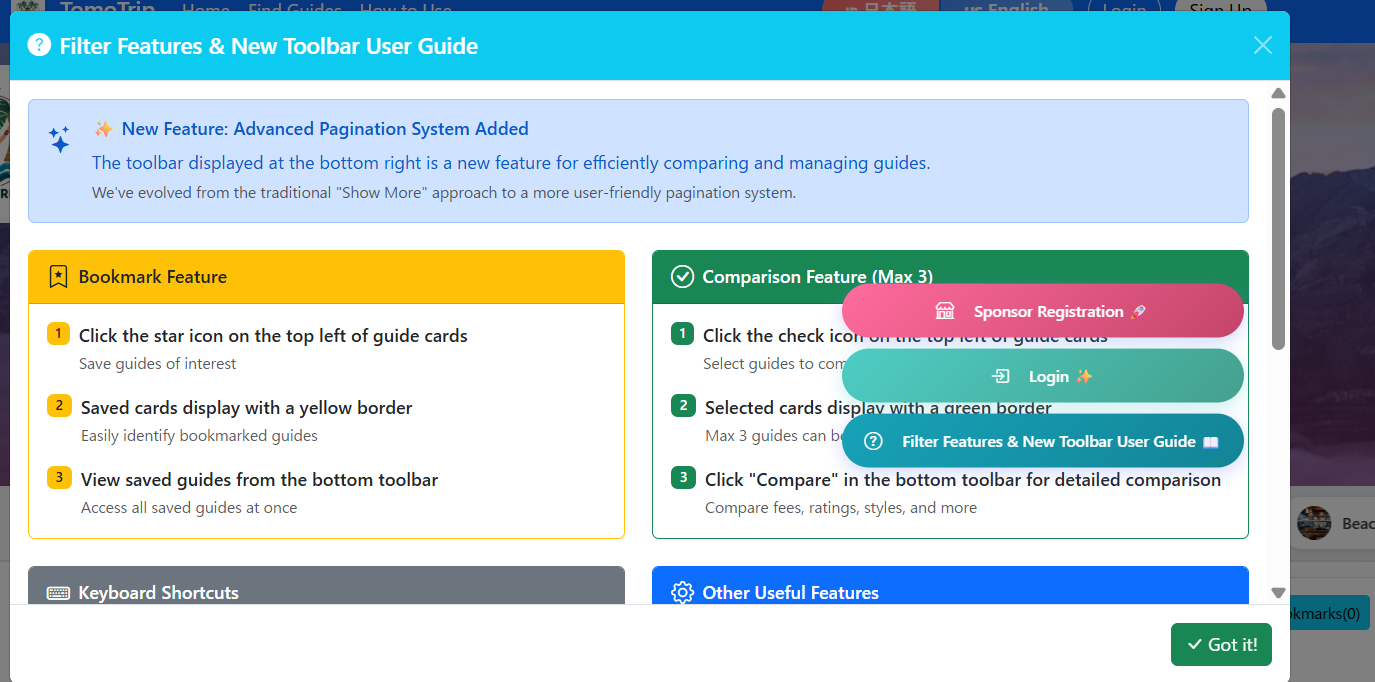 TomoTrip Home Find Guides How to Use JP 日本語 US English Login Sign Up
Filter Features & New Toolbar User Guide
✨ New Feature: Advanced Pagination System Added
The toolbar displayed at the bottom right is a new feature for efficiently comparing and managing guides.
We've evolved from the traditional "Show More" approach to a more user-friendly pagination system.
Bookmark Feature
1 Click the star icon on the top left of guide cards
Save guides of interest
2 Saved cards display with a yellow border
Easily identify bookmarked guides
3 View saved guides from the bottom toolbar
Access all saved guides at once
Comparison Feature (Max 3)
Sponsor Registration 🚀
1 Click the check icon on the top left of guide cards
Select guides to com
Login ✨
2 Selected cards display with a green border
Max 3 guides can be
Filter Features & New Toolbar User Guide 📖
3 Click "Compare" in the bottom toolbar for detailed comparison
Compare fees, ratings, styles, and more
Beac
Keyboard Shortcuts
Other Useful Features
okmarks(0)
Got it!